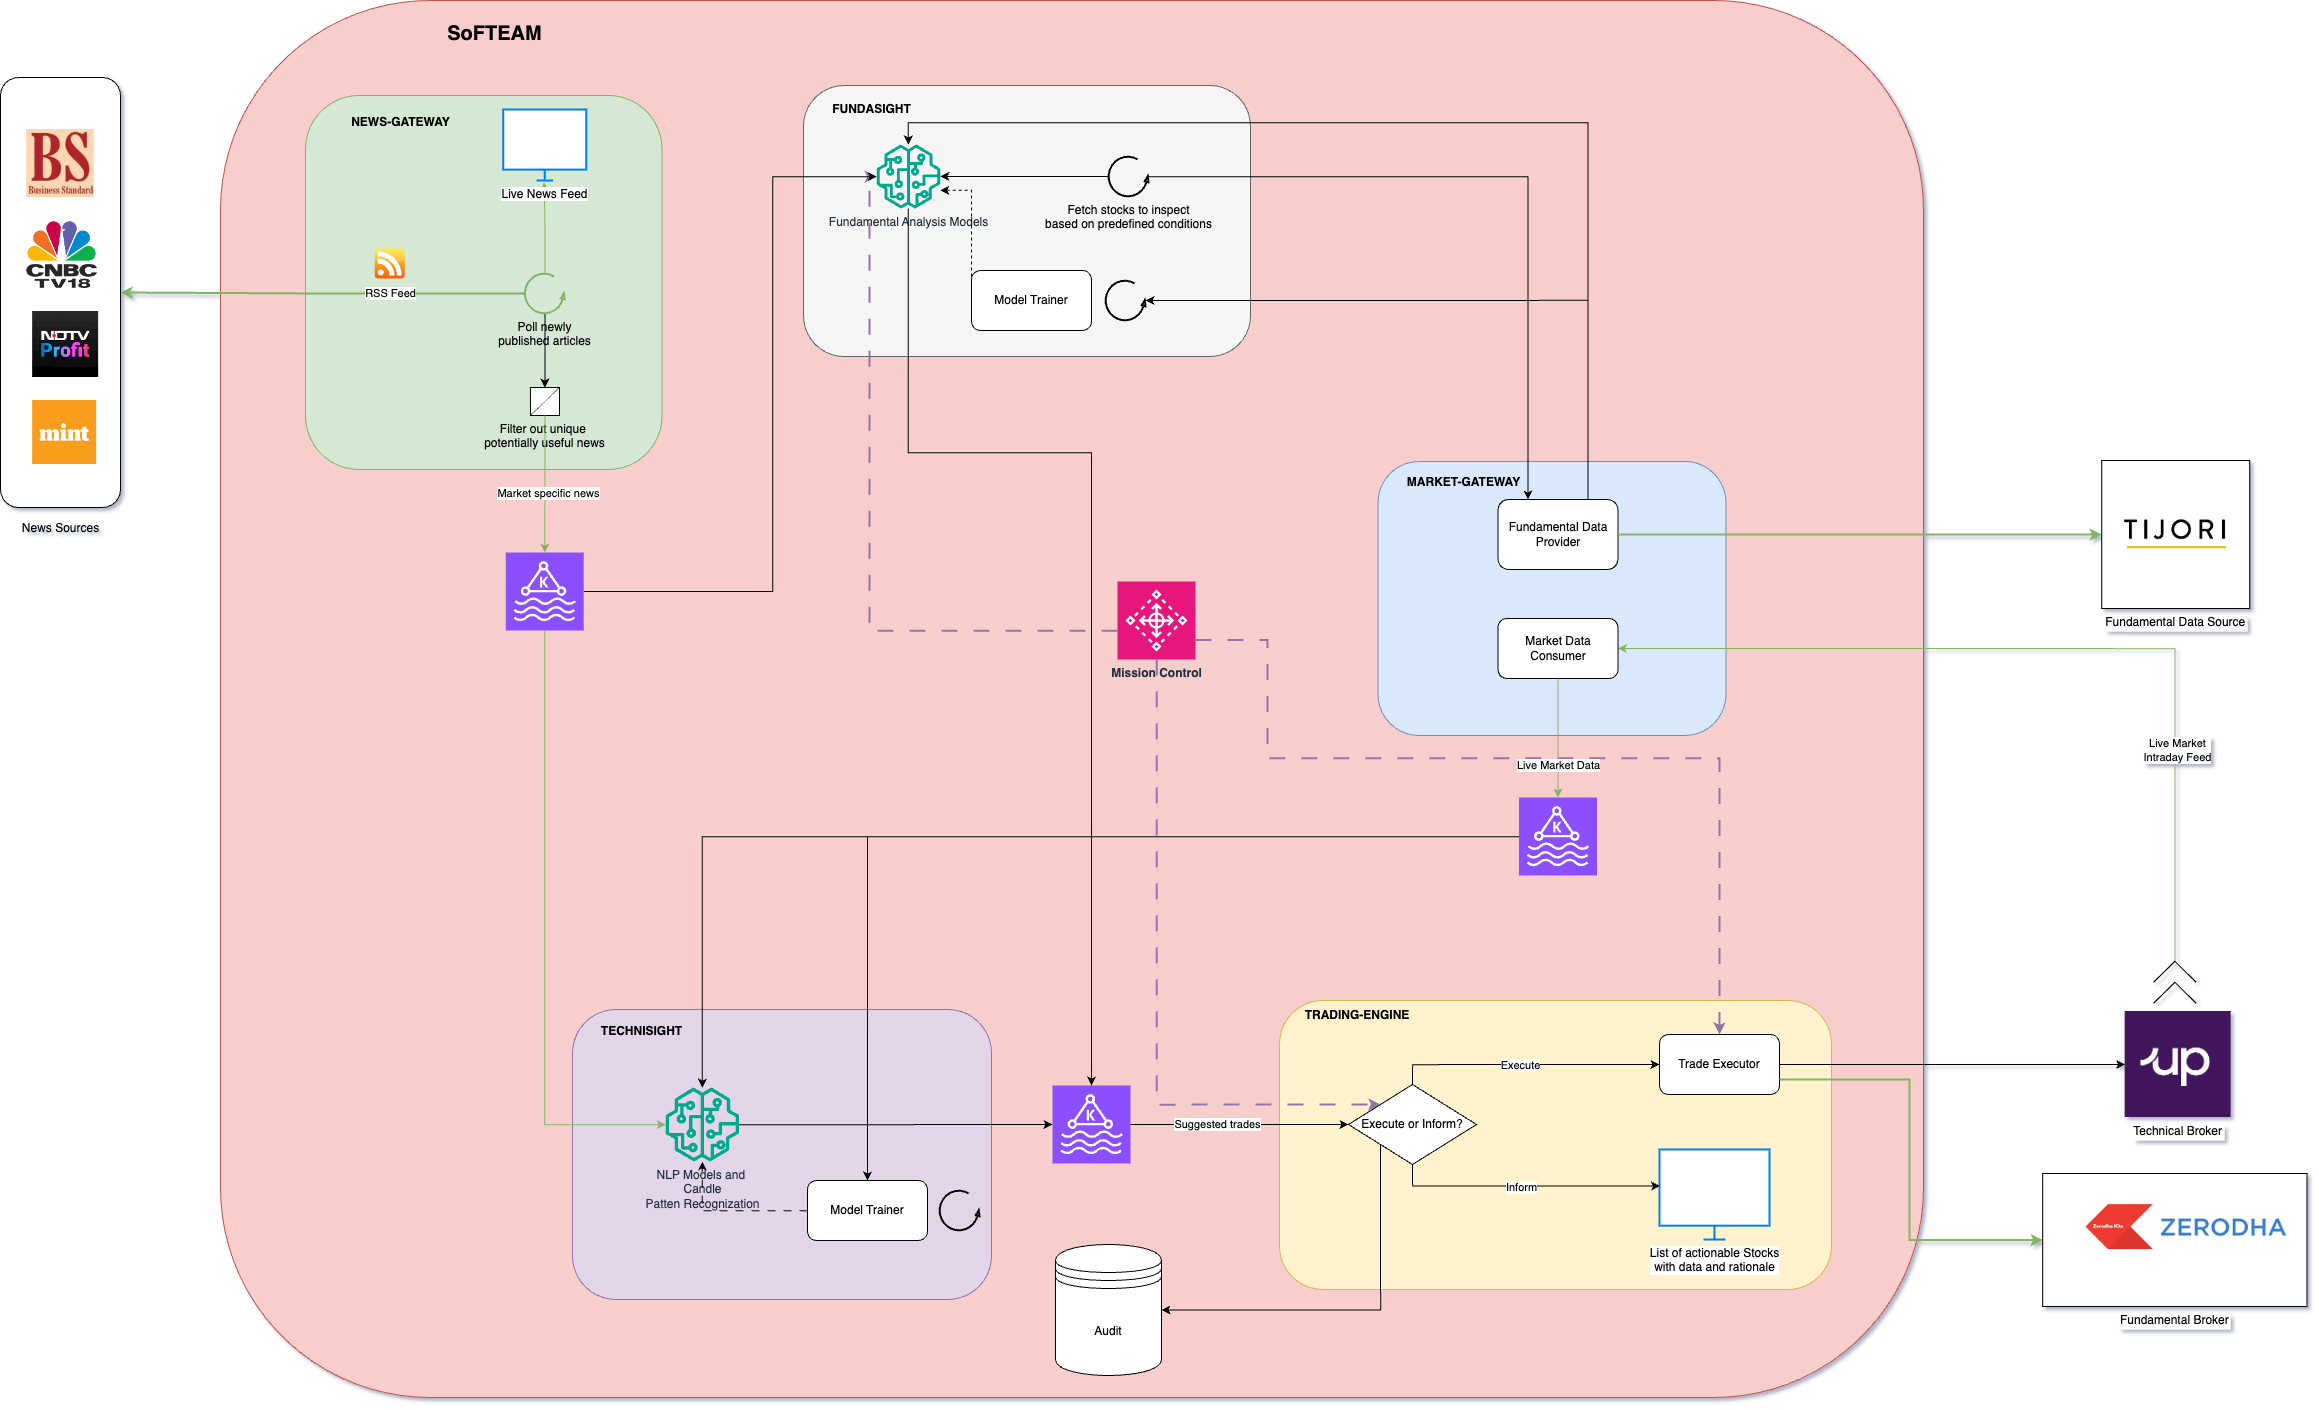 SoFTEAM
BS
Business Standard
CNBC
TV18
NDTV
Profit
mint
News Sources
NEWS-GATEWAY
Live News Feed
RSS Feed
Poll newly
published articles
Filter out unique
potentially useful news
Market specific news
K
FUNDASIGHT
Fundamental Analysis Models
Fetch stocks to inspect
based on predefined conditions
Model Trainer
MARKET-GATEWAY
Fundamental Data
Provider
Market Data
Consumer
Live Market Data
K
Mission Control
TIJORI
Fundamental Data Source
Live Market
Intraday Feed
TECHNISIGHT
NLP Models and
Candle
Patten Recognization
Model Trainer
K
Suggested trades
TRADING-ENGINE
Execute or Inform?
Execute
Trade Executor
Inform
List of actionable Stocks
with data and rationale
Audit
up
Technical Broker
Zerodha Kite
ZERODHA
Fundamental Broker